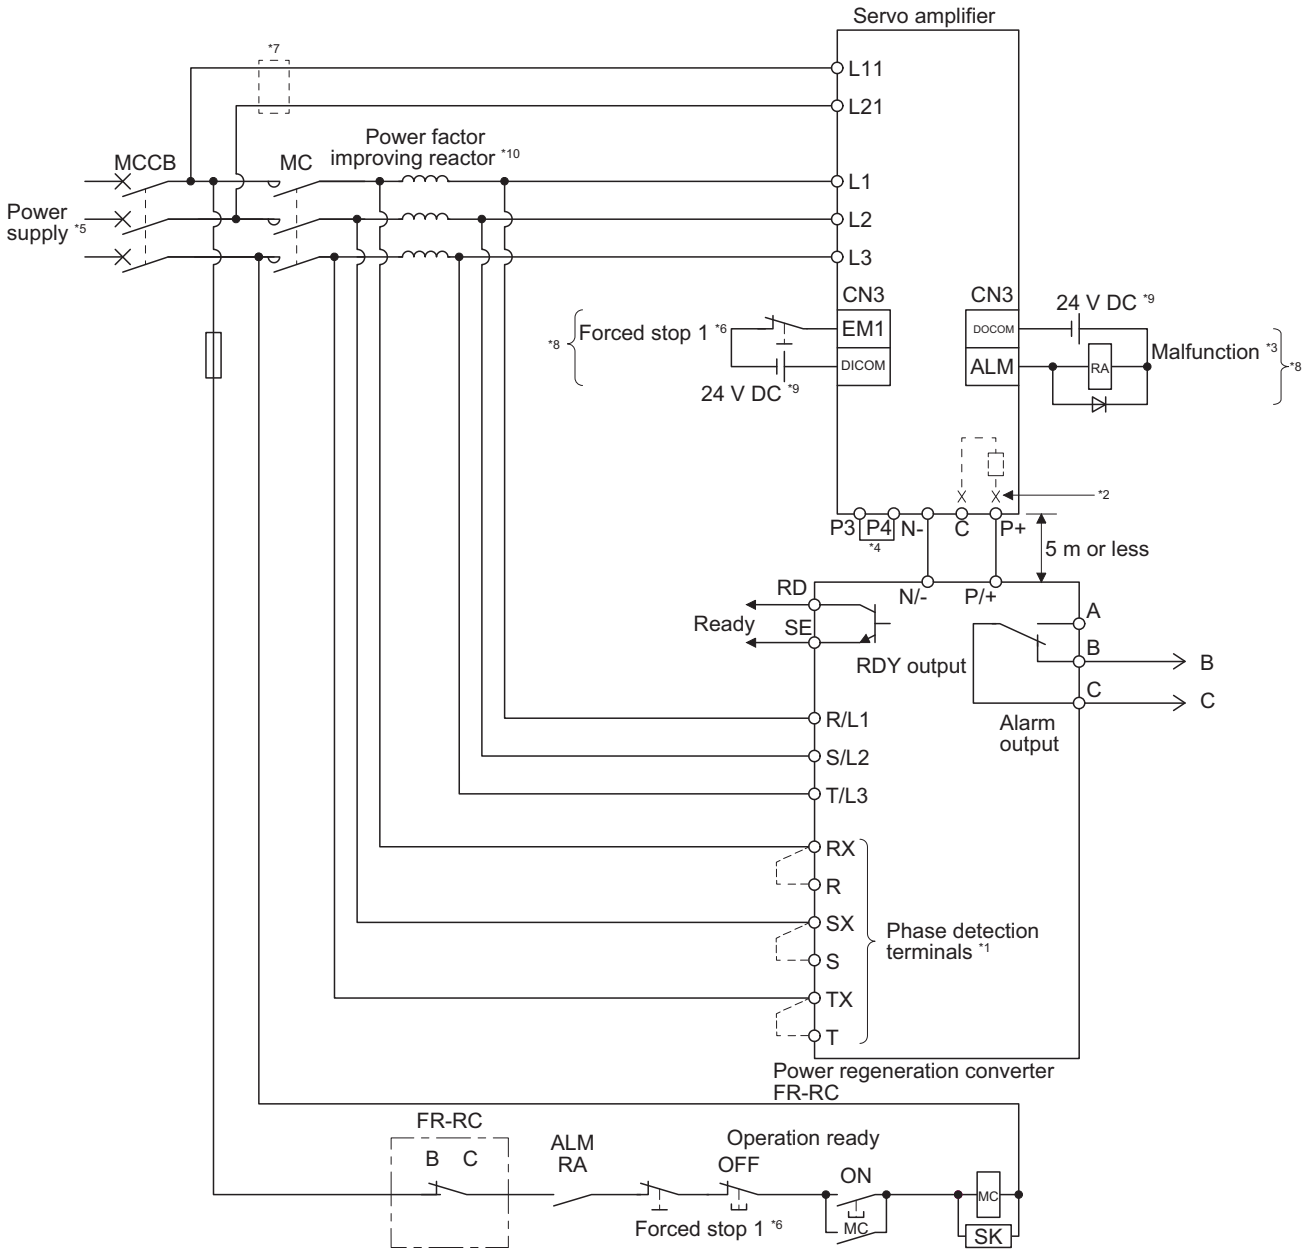 Servo amplifier
*7
L11
L21
Power factor
improving reactor *10
MCCB
MC
L1
Power
supply *5
L2
L3
CN3
CN3
24 V DC *9
*8
Forced stop 1 *6
EM1
DOCOM
Malfunction *3
*8
DICOM
ALM
RA
24 V DC *9
*2
P3
P4
N-
C
P+
*4
5 m or less
N/-
P/+
RD
Ready
SE
A
B
B
RDY output
C
C
Alarm
output
R/L1
S/L2
T/L3
RX
R
SX
Phase detection
terminals *1
S
TX
T
Power regeneration converter
FR-RC
FR-RC
B
C
ALM
RA
Operation ready
OFF
ON
MC
Forced stop 1 *6
MC
SK